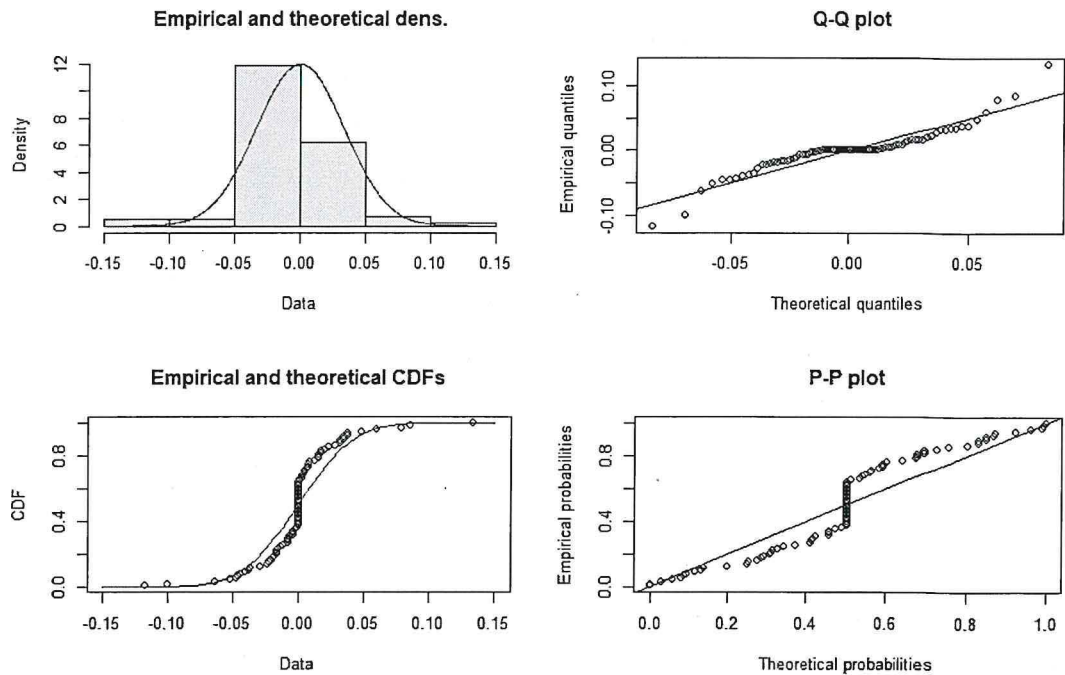 Empirical and theoretical dens.
Density
0 2 4 6 8 12
-0.15 -0.10 -0.05 0.00 0.05 0.10 0.15
Data
Q-Q plot
Empirical quantiles
-0.10 0.00 0.10
-0.05 0.00 0.05
Theoretical quantiles
Empirical and theoretical CDFs
CDF
0.0 0.4 0.8
-0.15 -0.10 -0.05 0.00 0.05 0.10 0.15
Data
P-P plot
Empirical probabilities
0.0 0.4 0.8
0.0 0.2 0.4 0.6 0.8 1.0
Theoretical probabilities